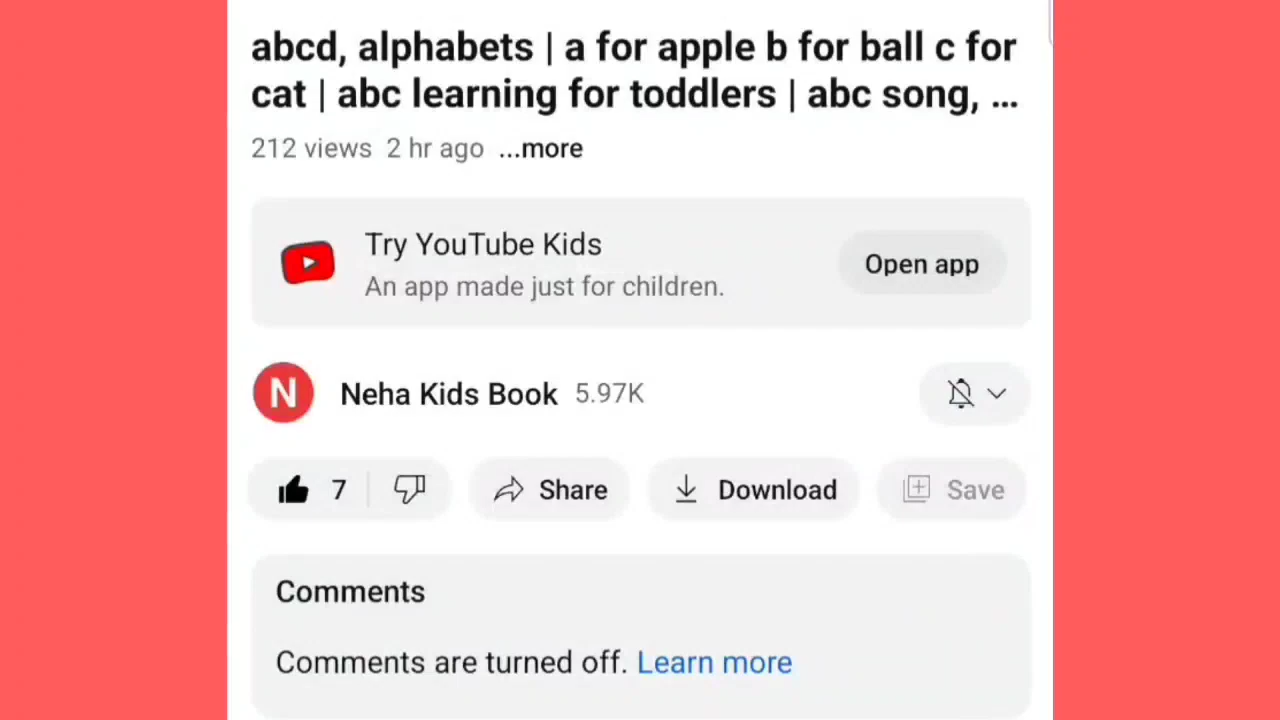 abcd, alphabets | a for apple b for ball c for
cat | abc learning for toddlers | abc song, ...
212 views 2 hr ago ...more
Try YouTube Kids
An app made just for children.
Open app
N
Neha Kids Book 5.97K
7
Share
Download
Save
Comments
Comments are turned off. Learn more